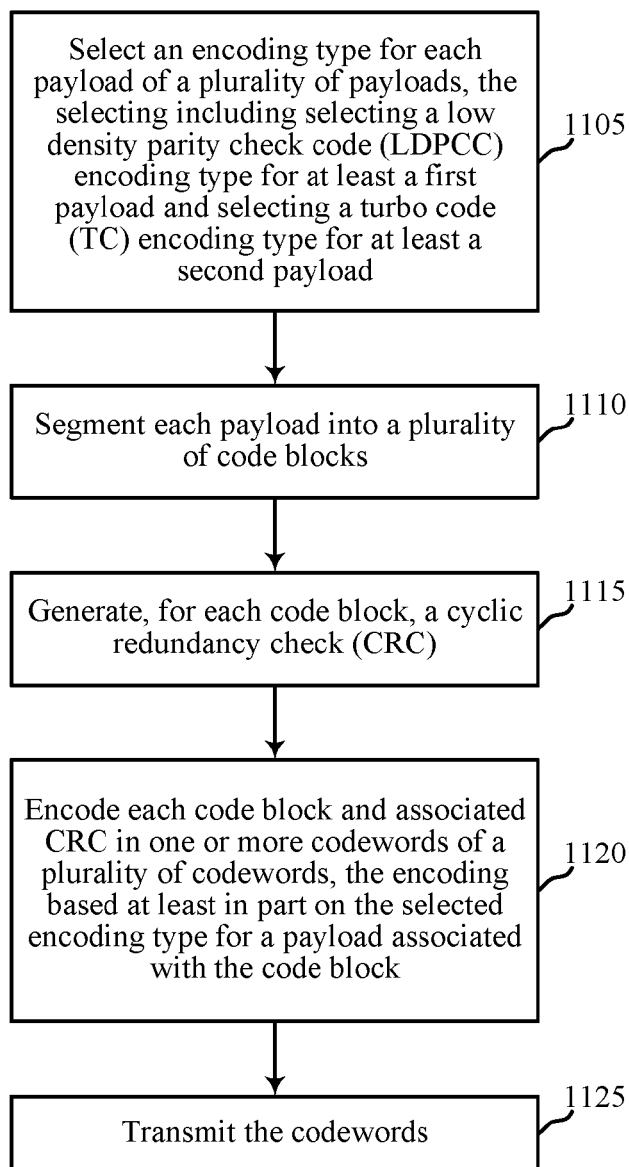 Select an encoding type for each
payload of a plurality of payloads, the
selecting including selecting a low
density parity check code (LDPCC)
encoding type for at least a first
payload and selecting a turbo code
(TC) encoding type for at least a
second payload
1105
Segment each payload into a plurality
of code blocks
1110
Generate, for each code block, a cyclic
redundancy check (CRC)
1115
Encode each code block and associated
CRC in one or more codewords of a
plurality of codewords, the encoding
based at least in part on the selected
encoding type for a payload associated
with the code block
1120
Transmit the codewords
1125